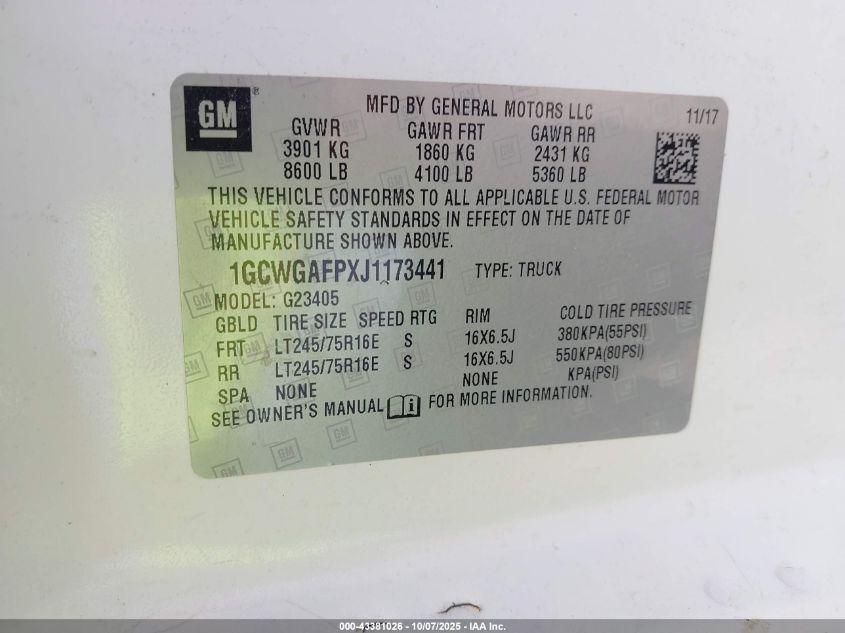 GM®
MFD BY GENERAL MOTORS LLC 11/17
GVWR GAWR FRT GAWR RR
3901 KG 1860 KG 2431 KG
8600 LB 4100 LB 5360 LB
THIS VEHICLE CONFORMS TO ALL APPLICABLE U.S. FEDERAL MOTOR
VEHICLE SAFETY STANDARDS IN EFFECT ON THE DATE OF
MANUFACTURE SHOWN ABOVE.
1GCWGAFPXJ1173441 TYPE: TRUCK
MODEL: G23405
GBLD TIRE SIZE SPEED RTG RIM COLD TIRE PRESSURE
FRT LT245/75R16E S 16X6.5J 380KPA(55PSI)
RR LT245/75R16E S 16X6.5J 550KPA(80PSI)
SPA NONE NONE KPA(PSI)
SEE OWNER'S MANUAL FOR MORE INFORMATION.
000-43381026 - 10/07/2025 - IAA Inc.